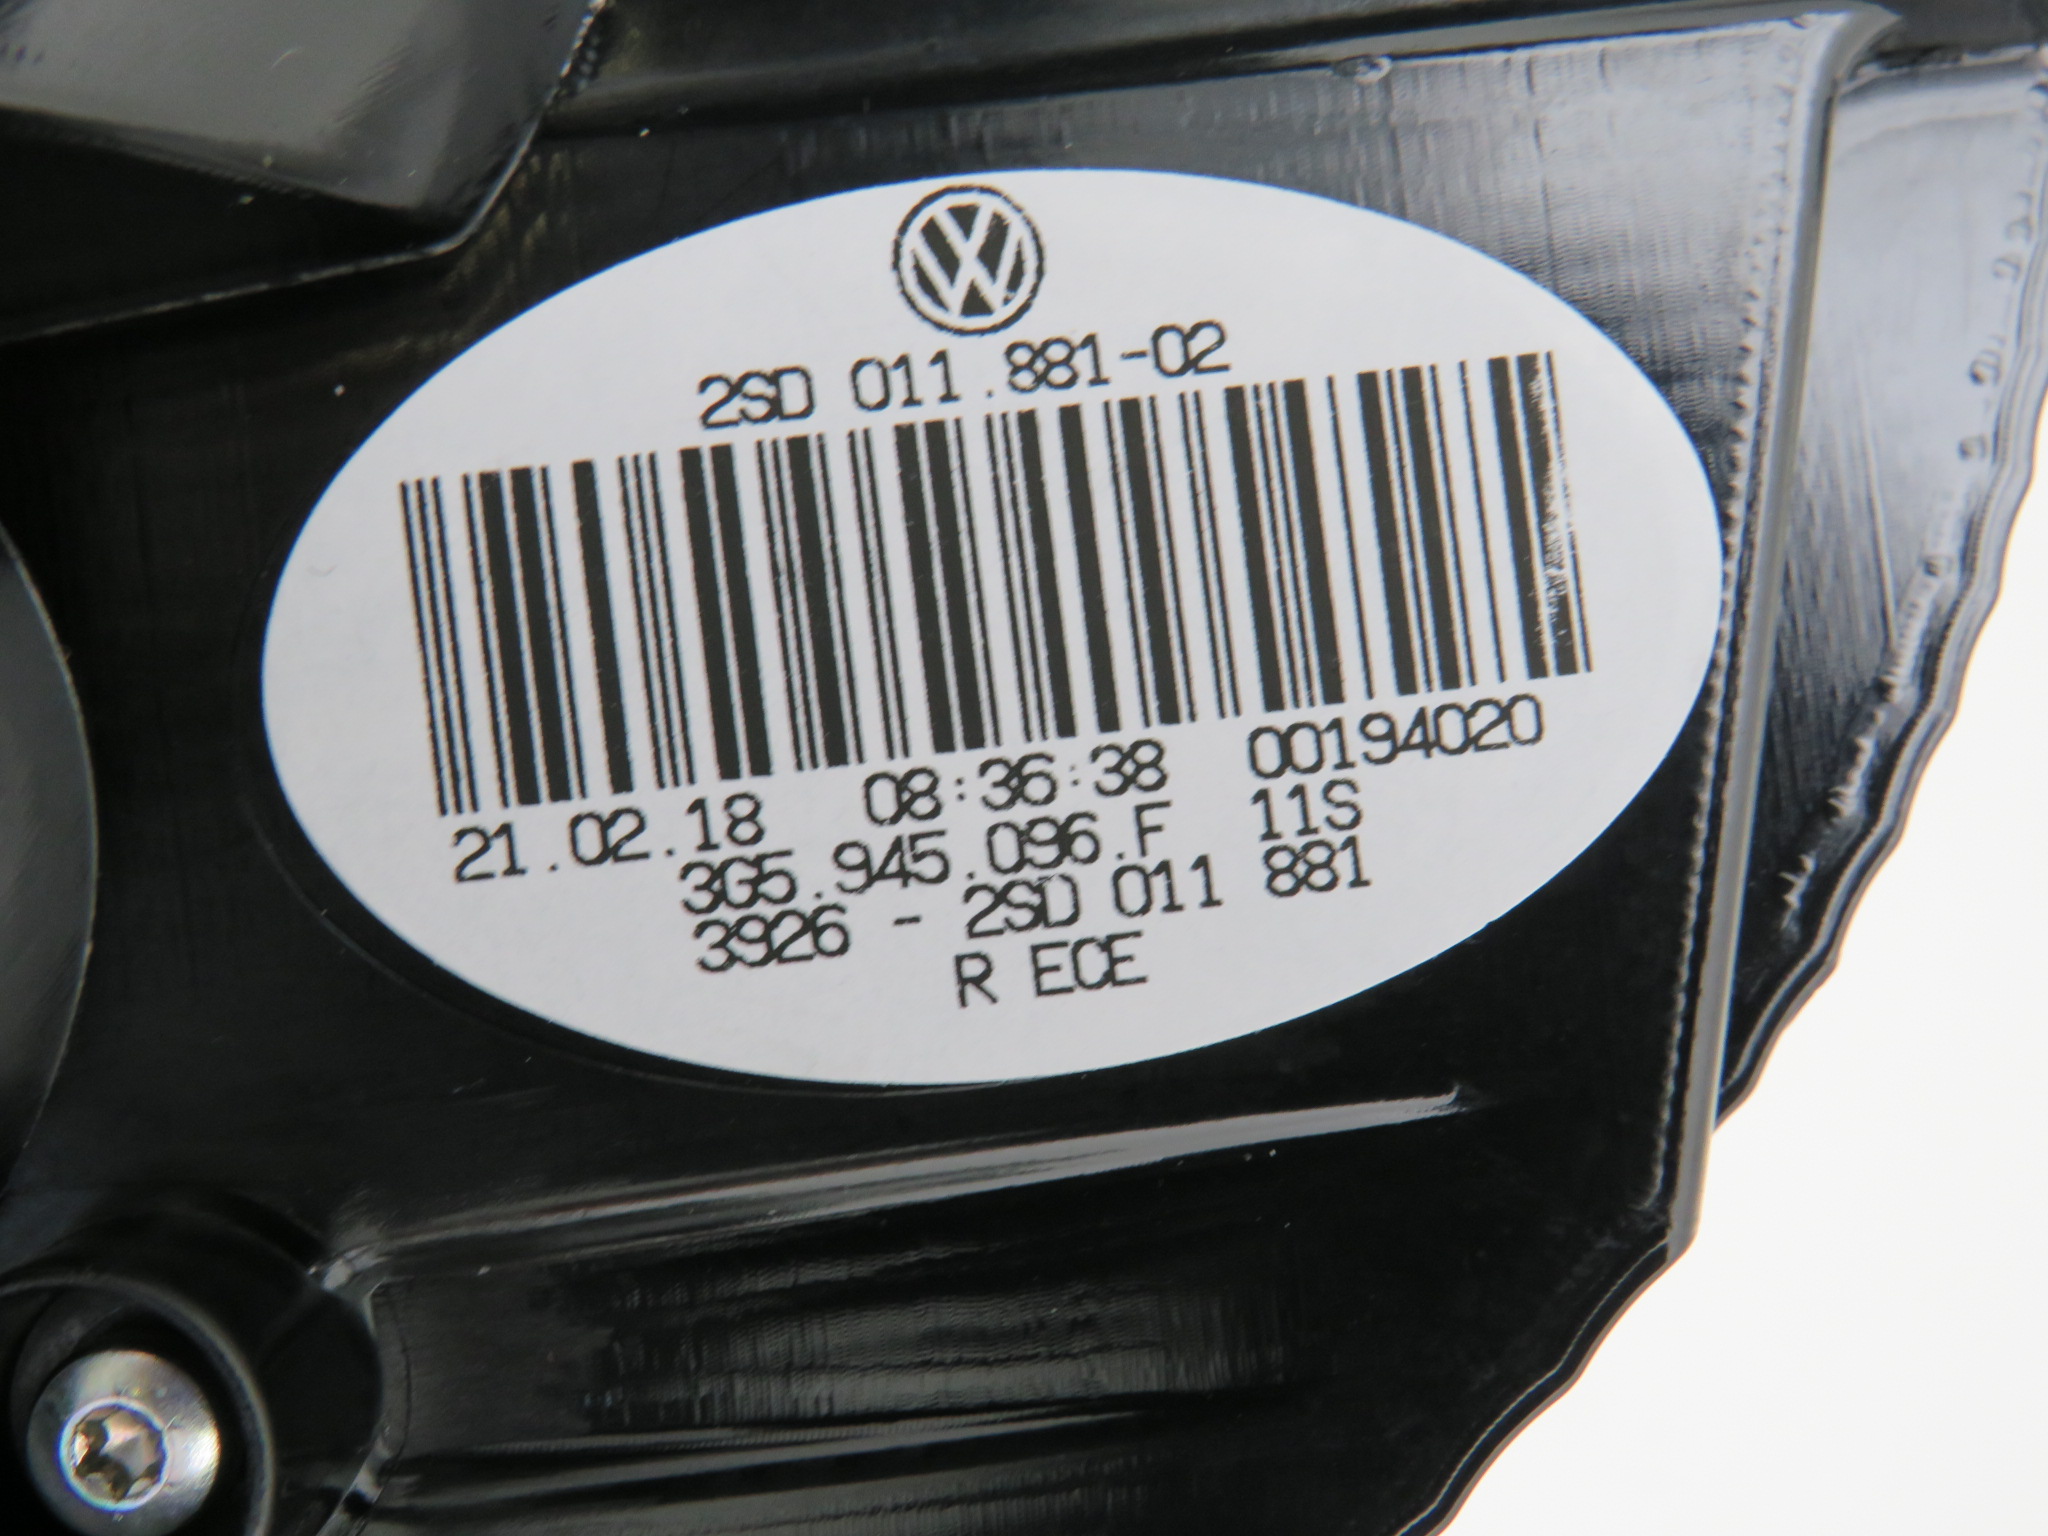 2SD 011.881-02
21.02.18 08:36:38 00194020
3G5.945.096.F 11S
3926 - 2SD 011 881
R ECE